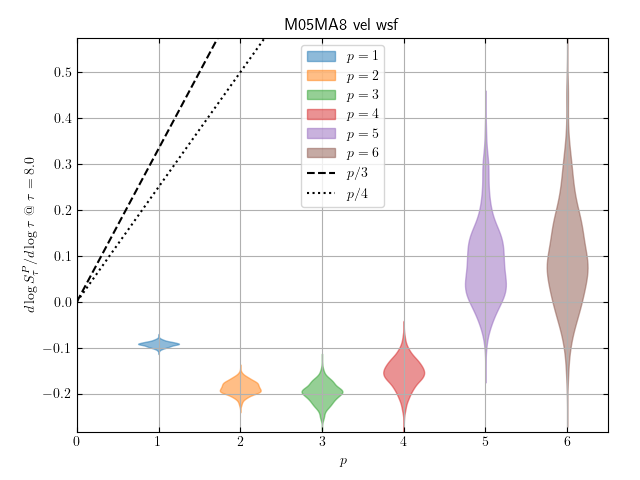 M05MA8 vel wsf
d log S_τ^P / d log τ @ τ = 8.0
0.5
0.4
0.3
0.2
0.1
0.0
−0.1
−0.2
p = 1
p = 2
p = 3
p = 4
p = 5
p = 6
p/3
p/4
0 1 2 3 4 5 6
p